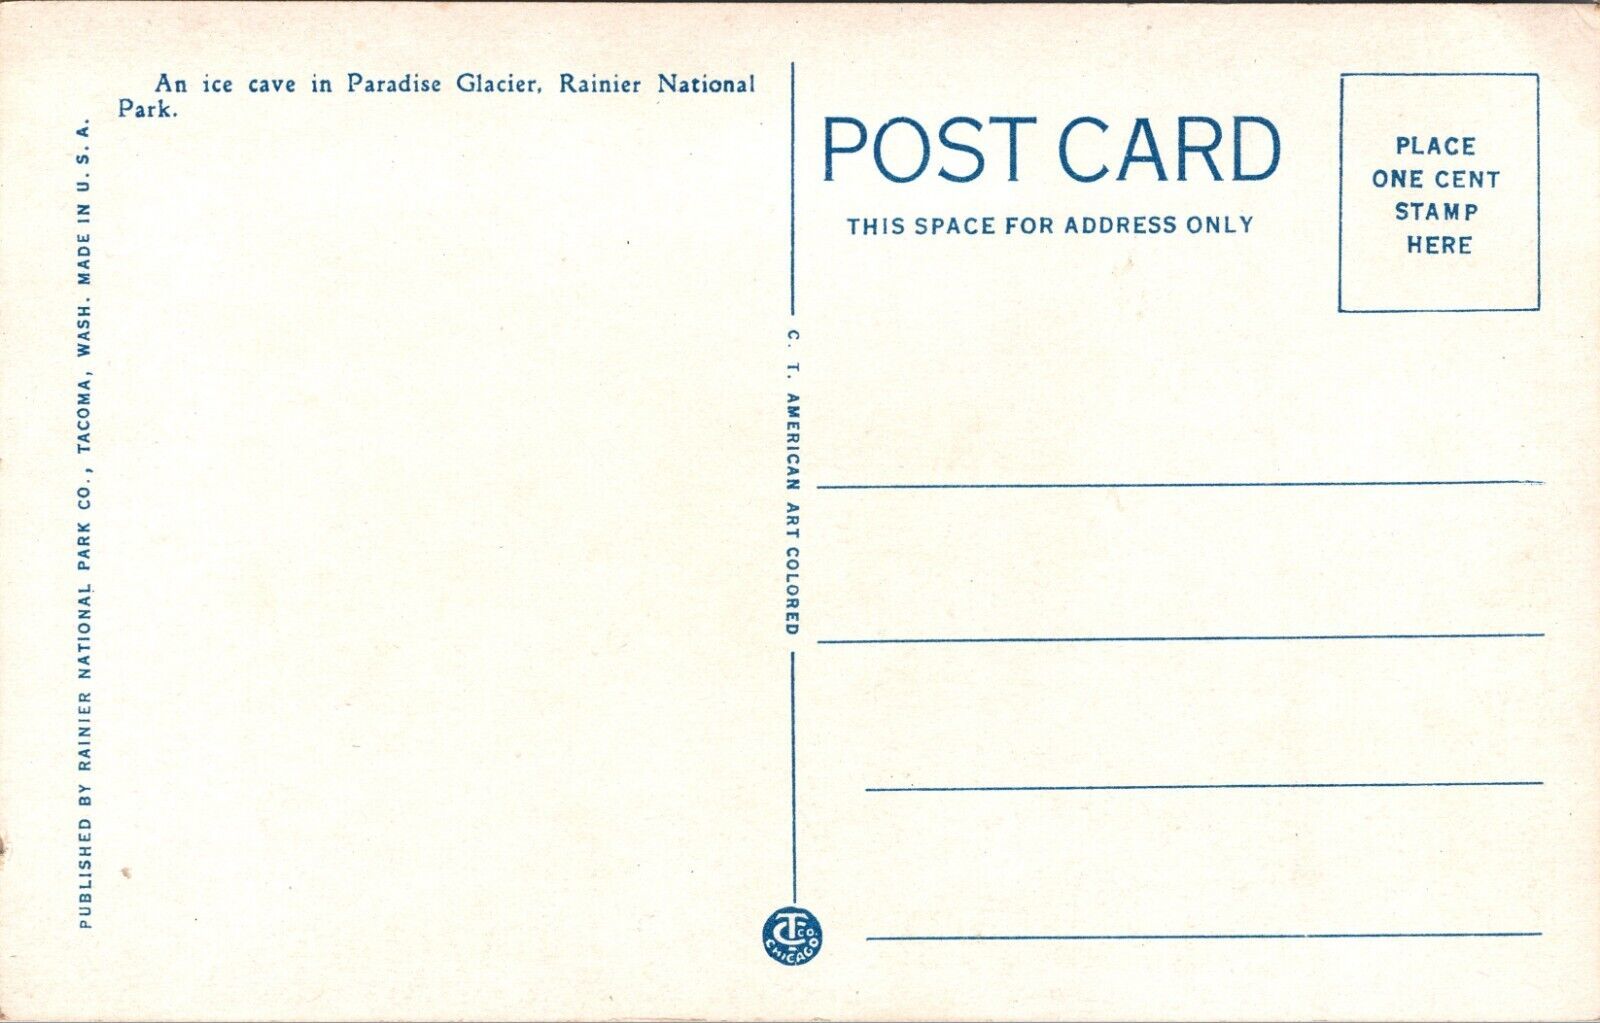 An ice cave in Paradise Glacier, Rainier National
Park.
PUBLISHED BY RAINIER NATIONAL PARK CO., TACOMA, WASH. MADE IN U. S. A.
C. T. AMERICAN ART COLORED
CT CO.
CHICAGO
POST CARD
THIS SPACE FOR ADDRESS ONLY
PLACE
ONE CENT
STAMP
HERE